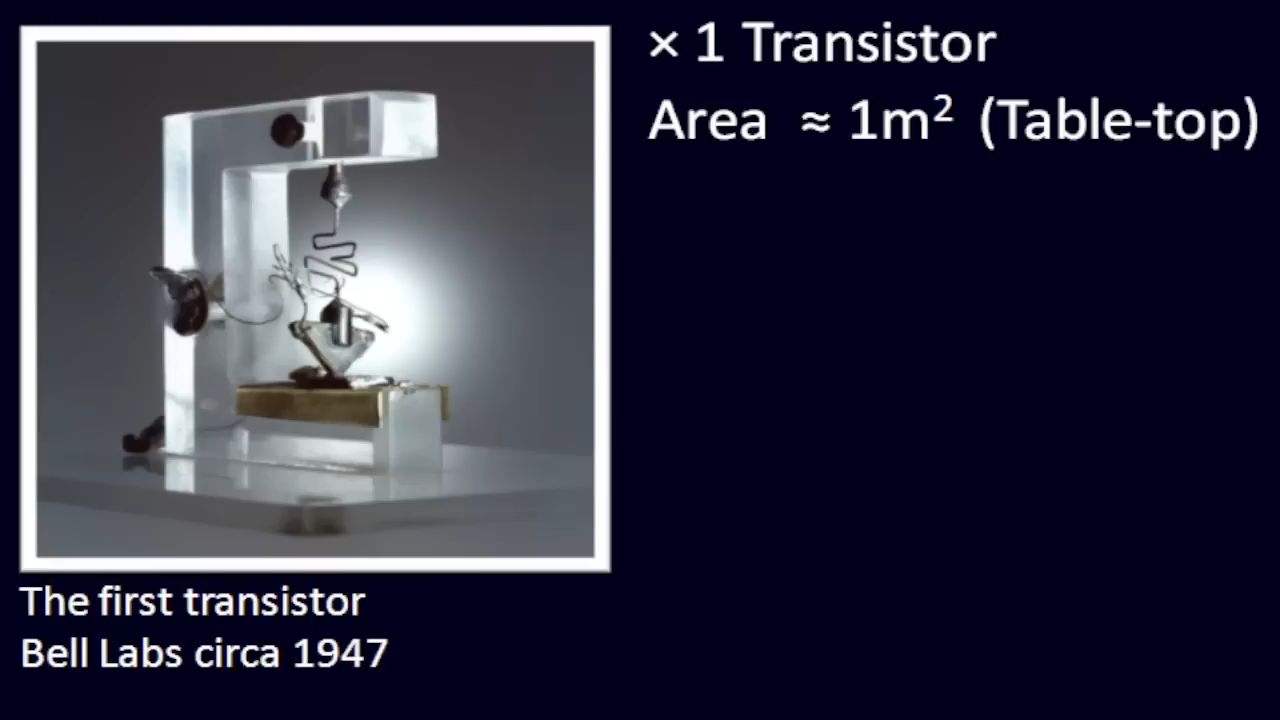 × 1 Transistor
Area ≈ 1m² (Table-top)
The first transistor
Bell Labs circa 1947